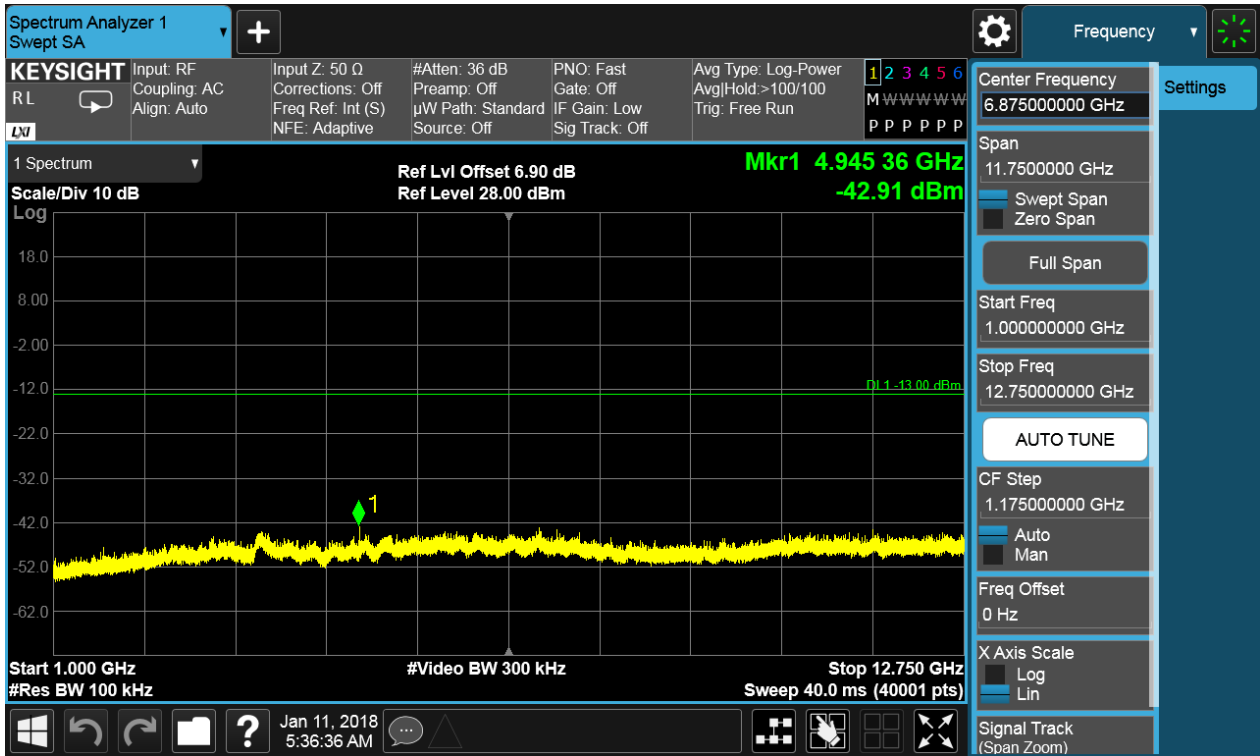 Spectrum Analyzer 1
Swept SA
Frequency
KEYSIGHT
RL
LXI
Input: RF
Coupling: AC
Align: Auto
Input Z: 50 Ω
Corrections: Off
Freq Ref: Int (S)
NFE: Adaptive
#Atten: 36 dB
Preamp: Off
µW Path: Standard
Source: Off
PNO: Fast
Gate: Off
IF Gain: Low
Sig Track: Off
Avg Type: Log-Power
Avg|Hold:>100/100
Trig: Free Run
1 2 3 4 5 6
M W W W W W
P P P P P P
1 Spectrum
Scale/Div 10 dB
Log
Ref Lvl Offset 6.90 dB
Ref Level 28.00 dBm
Mkr1 4.945 36 GHz
-42.91 dBm
18.0
8.00
-2.00
-12.0
DL1 -13.00 dBm
-22.0
-32.0
1
-42.0
-52.0
-62.0
Start 1.000 GHz
#Video BW 300 kHz
Stop 12.750 GHz
#Res BW 100 kHz
Sweep 40.0 ms (40001 pts)
?
Jan 11, 2018
5:36:36 AM
Center Frequency
6.875000000 GHz
Settings
Span
11.7500000 GHz
Swept Span
Zero Span
Full Span
Start Freq
1.000000000 GHz
Stop Freq
12.750000000 GHz
AUTO TUNE
CF Step
1.175000000 GHz
Auto
Man
Freq Offset
0 Hz
X Axis Scale
Log
Lin
Signal Track
(Span Zoom)